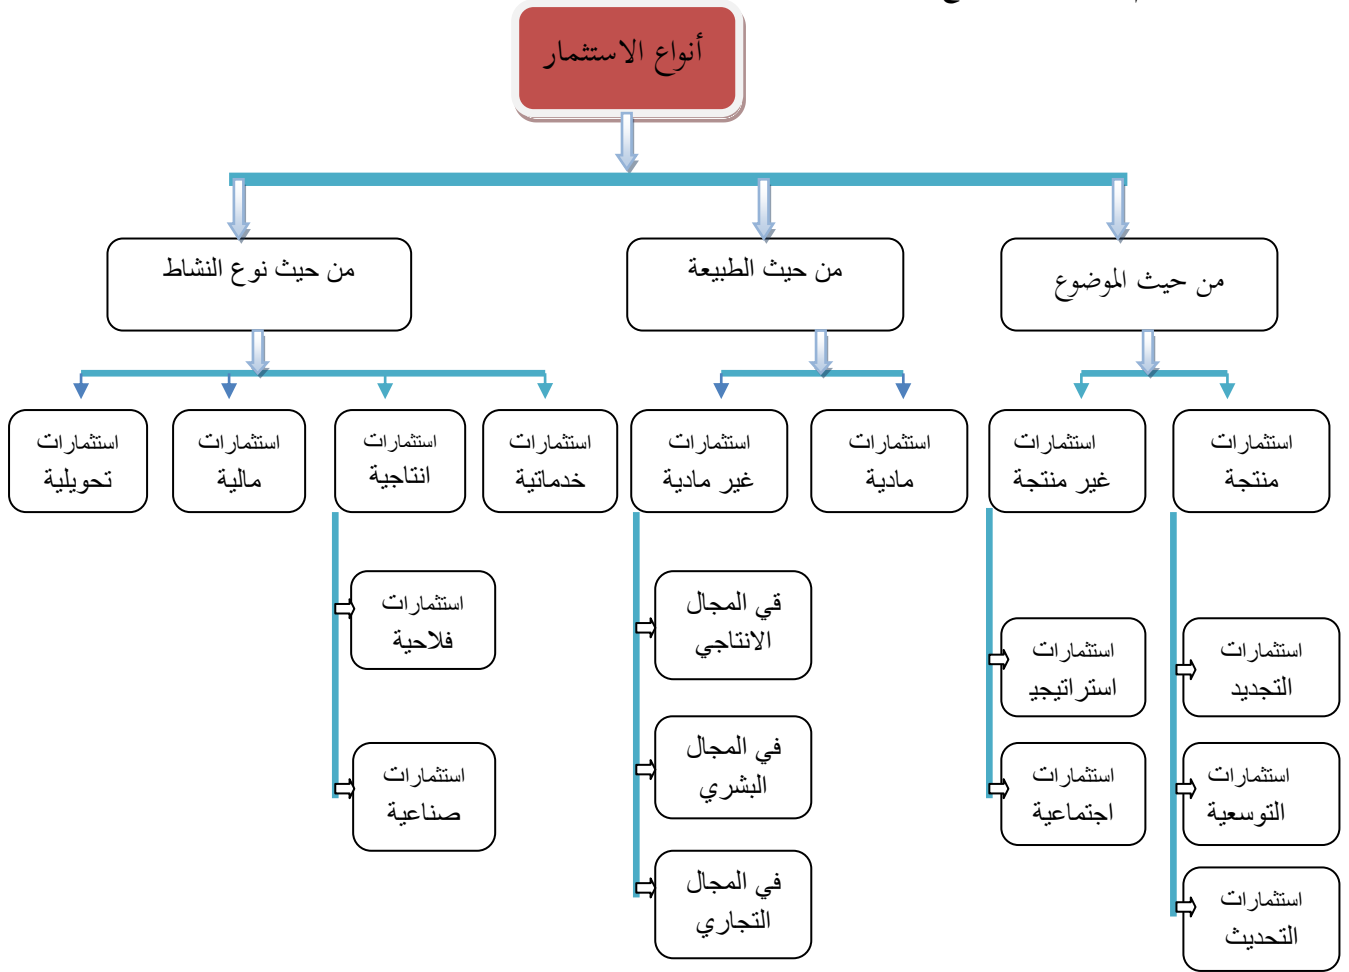 أنواع الاستثمار
من حيث الموضوع
من حيث الطبيعة
من حيث نوع النشاط
استثمارات
منتجة
استثمارات
غير منتجة
استثمارات
مادية
استثمارات
غير مادية
استثمارات
خدماتية
استثمارات
انتاجية
استثمارات
مالية
استثمارات
تحويلية
استثمارات
التجديد
استثمارات
التوسعية
استثمارات
التحديث
استثمارات
استراتيجي
استثمارات
اجتماعية
قي المجال
الانتاجي
في المجال
البشري
في المجال
التجاري
استثمارات
فلاحية
استثمارات
صناعية